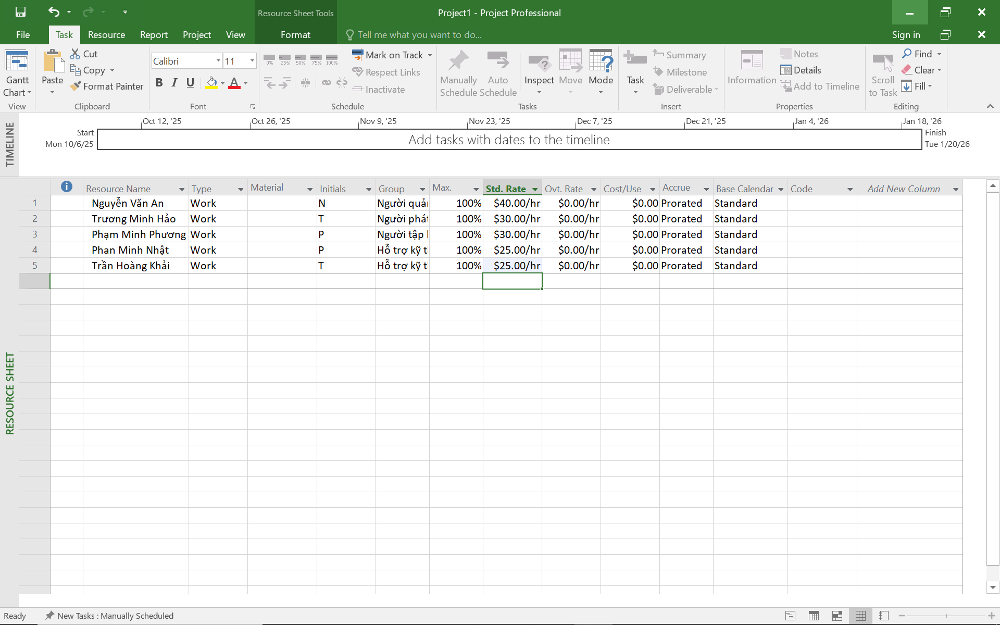 Resource Sheet Tools
Project1 - Project Professional
File
Task
Resource
Report
Project
View
Format
Tell me what you want to do...
Sign in
Gantt Chart
View
Paste
Cut
Copy
Format Painter
Clipboard
Calibri
11
B I U
A
Font
0% 25% 50% 75% 100%
Mark on Track
Respect Links
Inactivate
Schedule
Manually Schedule
Auto Schedule
Inspect
Move
Mode
Tasks
Task
Summary
Milestone
Deliverable
Insert
Information
Notes
Details
Add to Timeline
Properties
Scroll to Task
Find
Clear
Fill
Editing
TIMELINE
Oct 12, '25 Oct 26, '25 Nov 9, '25 Nov 23, '25 Dec 7, '25 Dec 21, '25 Jan 4, '26 Jan 18, '26
Start
Mon 10/6/25
Add tasks with dates to the timeline
Finish
Tue 1/20/26
RESOURCE SHEET
Resource Name Type Material Initials Group Max. Std. Rate Ovt. Rate Cost/Use Accrue Base Calendar Code Add New Column
1 Nguyễn Văn An Work N Người quản 100% $40.00/hr $0.00/hr $0.00 Prorated Standard
2 Trương Minh Hảo Work T Người phát 100% $30.00/hr $0.00/hr $0.00 Prorated Standard
3 Phạm Minh Phương Work P Người tập 100% $30.00/hr $0.00/hr $0.00 Prorated Standard
4 Phan Minh Nhật Work P Hỗ trợ kỹ 100% $25.00/hr $0.00/hr $0.00 Prorated Standard
5 Trần Hoàng Khải Work T Hỗ trợ kỹ 100% $25.00/hr $0.00/hr $0.00 Prorated Standard
Ready
New Tasks : Manually Scheduled